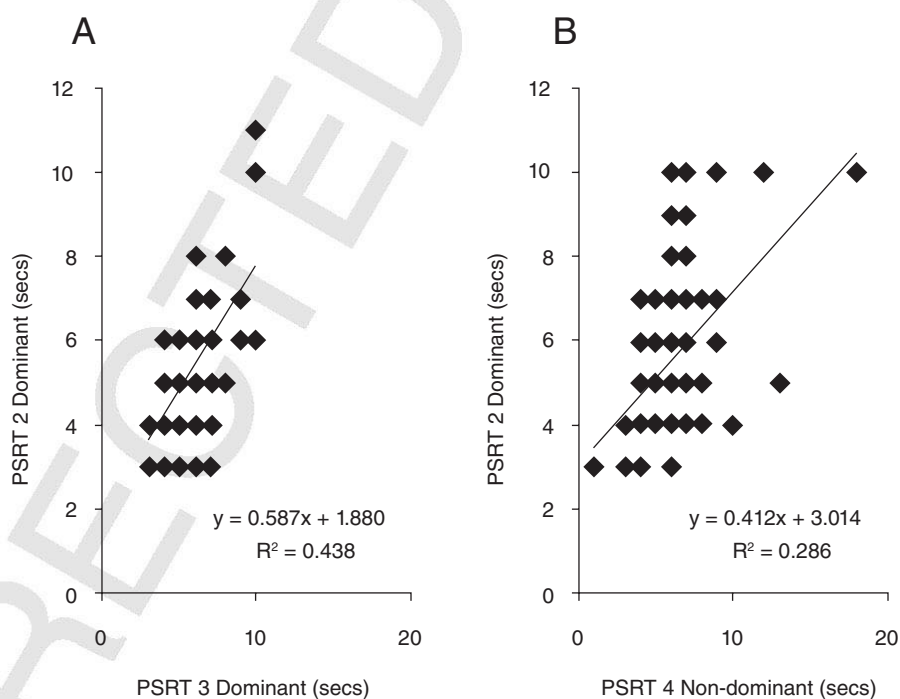 A
12
10
8
6
4
2
0
0
10
20
PSRT 2 Dominant (secs)
PSRT 3 Dominant (secs)
y = 0.587x + 1.880
R² = 0.438
B
12
10
8
6
4
2
0
0
10
20
PSRT 2 Dominant (secs)
PSRT 4 Non-dominant (secs)
y = 0.412x + 3.014
R² = 0.286
RECTED